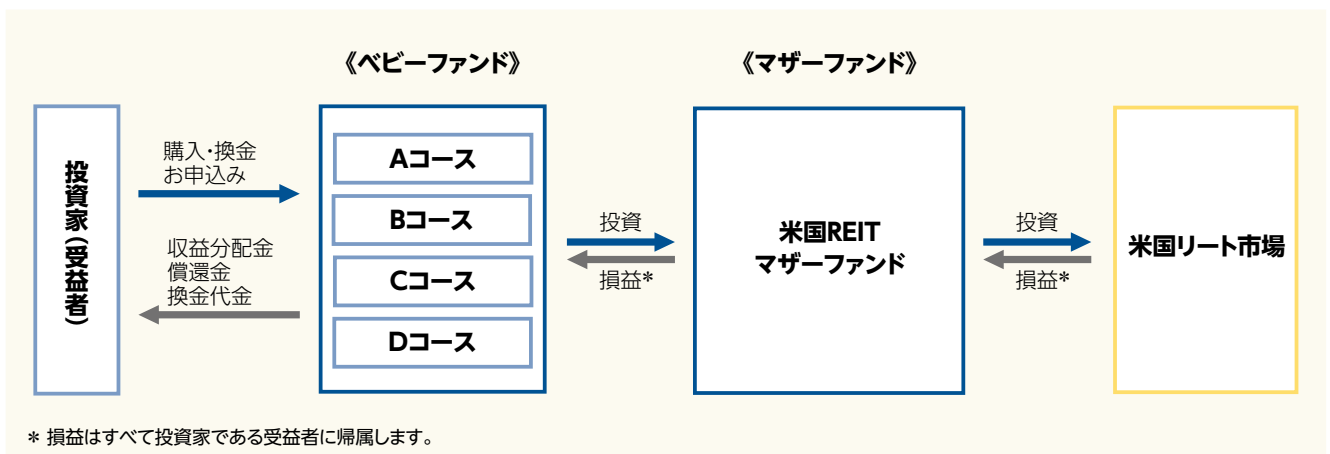 《ベビーファンド》
《マザーファンド》
投資家(受益者)
購入・換金
お申込み
収益分配金
償還金
換金代金
Aコース
Bコース
Cコース
Dコース
投資
損益*
米国REIT
マザーファンド
投資
損益*
米国リート市場
* 損益はすべて投資家である受益者に帰属します。